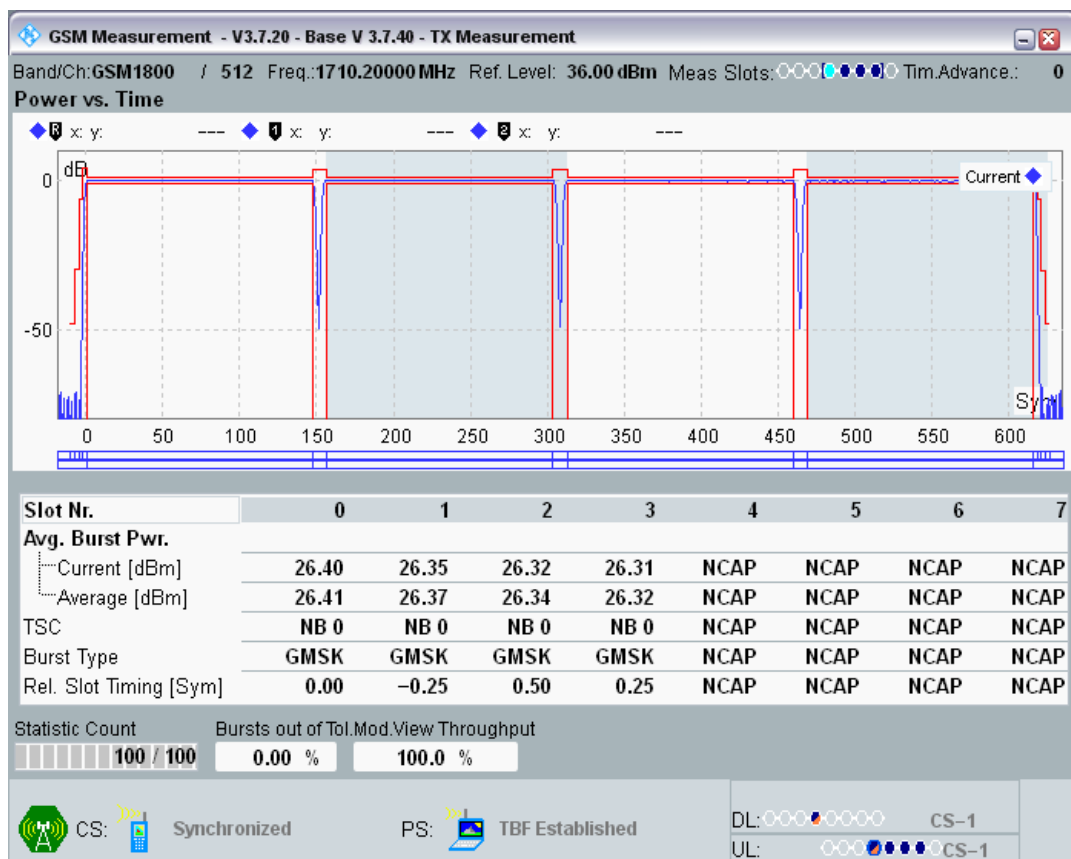 GSM Measurement - V3.7.20 - Base V 3.7.40 - TX Measurement
Band/Ch:GSM1800 / 512 Freq.:1710.20000 MHz Ref. Level: 36.00 dBm Meas Slots: Tim.Advance.: 0
Power vs. Time
R x: y: --- 1 x: y: --- 2 x: y: ---
dB
Current
0
-50
Sym
0 50 100 150 200 250 300 350 400 450 500 550 600
Slot Nr. 0 1 2 3 4 5 6 7
Avg. Burst Pwr.
Current [dBm] 26.40 26.35 26.32 26.31 NCAP NCAP NCAP NCAP
Average [dBm] 26.41 26.37 26.34 26.32 NCAP NCAP NCAP NCAP
TSC NB 0 NB 0 NB 0 NB 0 NCAP NCAP NCAP NCAP
Burst Type GMSK GMSK GMSK GMSK NCAP NCAP NCAP NCAP
Rel. Slot Timing [Sym] 0.00 −0.25 0.50 0.25 NCAP NCAP NCAP NCAP
Statistic Count Bursts out of Tol. Mod.View Throughput
100 / 100 0.00 % 100.0 %
CS: Synchronized PS: TBF Established DL: CS−1
UL: CS−1